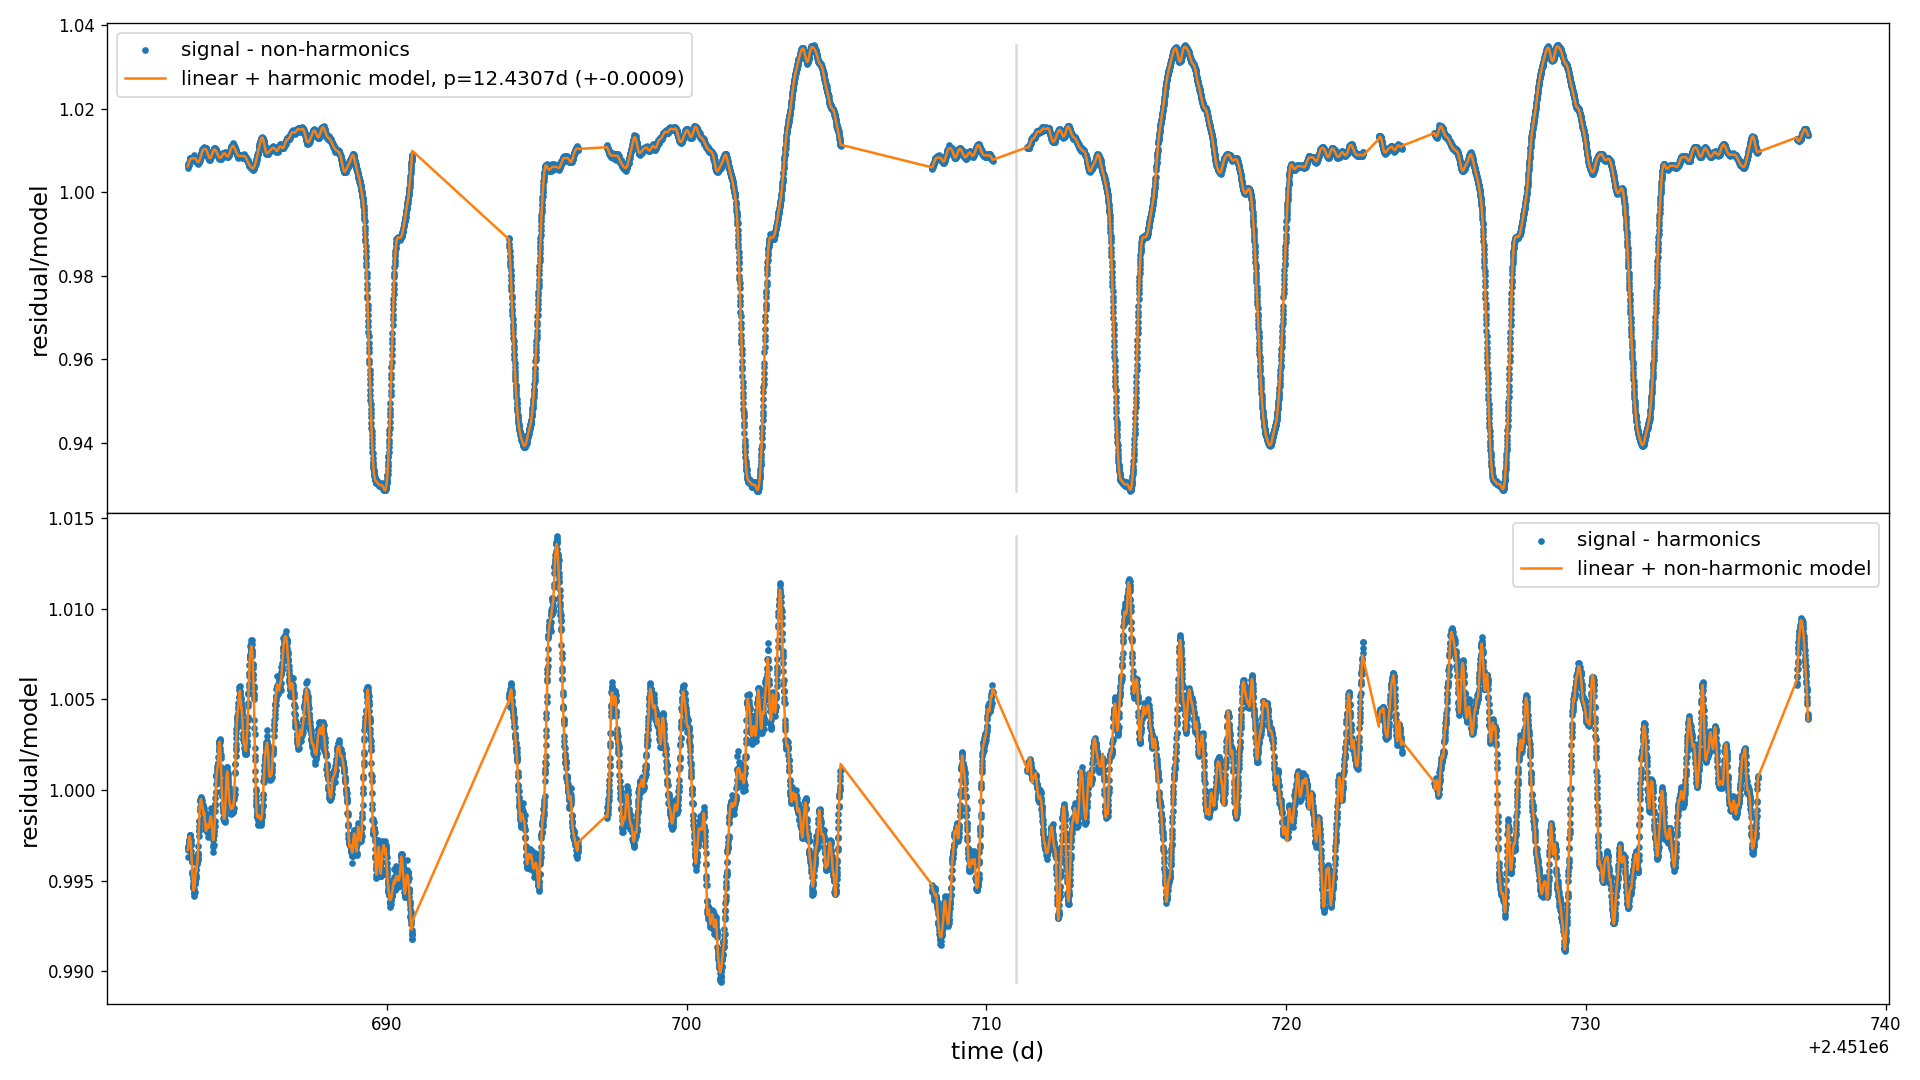 1.04
1.02
1.00
0.98
0.96
0.94
residual/model
signal - non-harmonics
linear + harmonic model, p=12.4307d (+-0.0009)
1.015
1.010
1.005
1.000
0.995
0.990
residual/model
signal - harmonics
linear + non-harmonic model
690 700 710 720 730 740
time (d)
+2.451e6